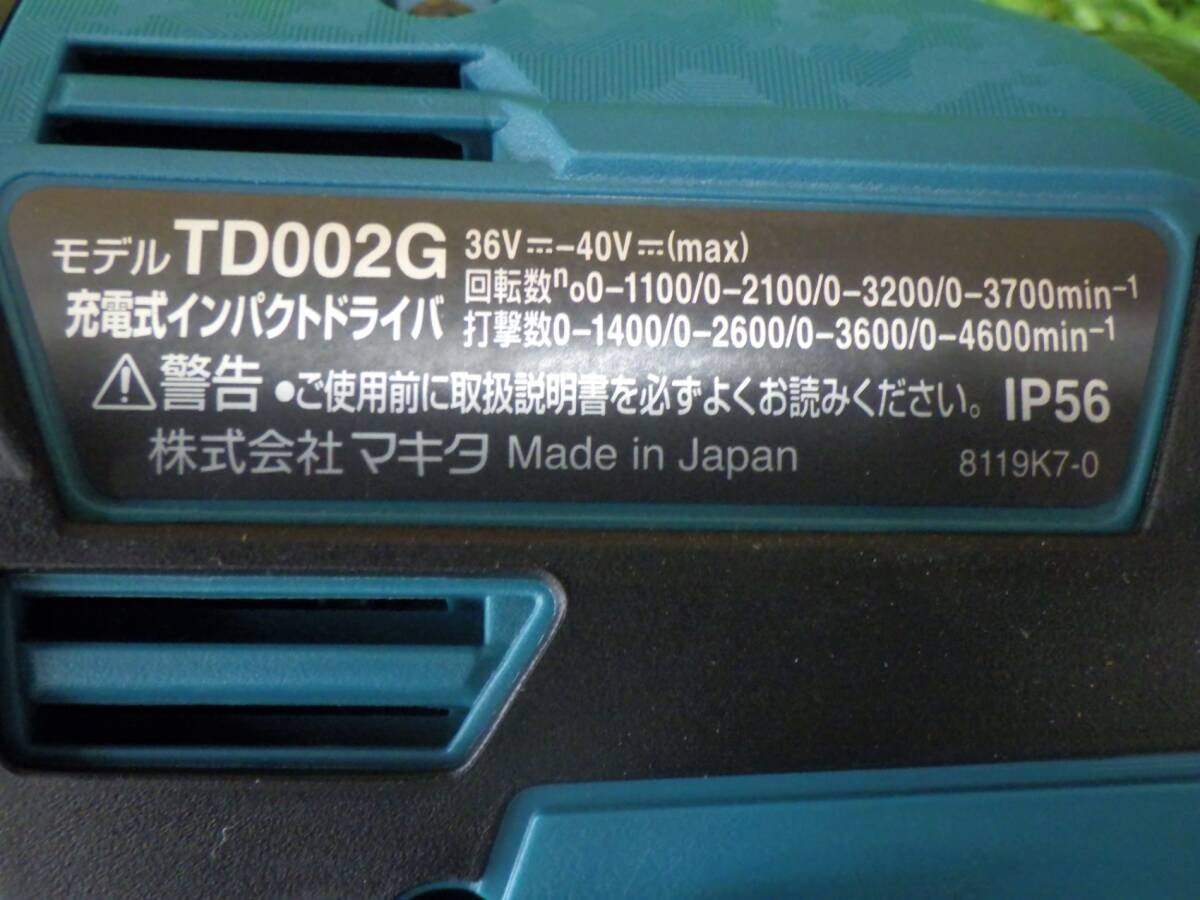 モデル TD002G 36V⎓-40V⎓(max)
充電式インパクトドライバ 回転数n₀0-1100/0-2100/0-3200/0-3700min⁻¹
打撃数0-1400/0-2600/0-3600/0-4600min⁻¹
⚠警告 ●ご使用前に取扱説明書を必ずよくお読みください。 IP56
株式会社マキタ Made in Japan 8119K7-0